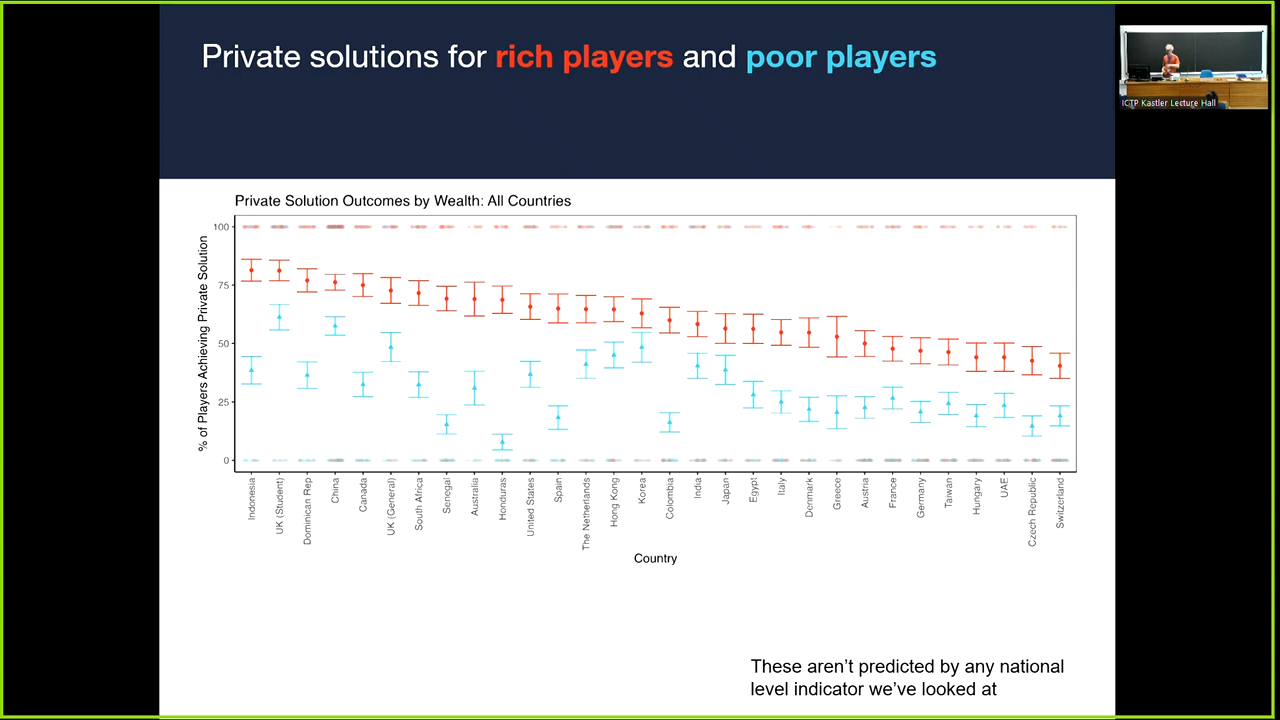 Private solutions for rich players and poor players
ICTP Kastler Lecture Hall
Private Solution Outcomes by Wealth: All Countries
% of Players Achieving Private Solution
100
75
50
25
0
Indonesia
UK (Student)
Dominican Rep
China
Canada
UK (General)
South Africa
Senegal
Australia
Honduras
United States
Spain
The Netherlands
Hong Kong
Korea
Colombia
India
Japan
Egypt
Italy
Denmark
Greece
Austria
France
Germany
Taiwan
Hungary
UAE
Czech Republic
Switzerland
Country
These aren't predicted by any national
level indicator we've looked at